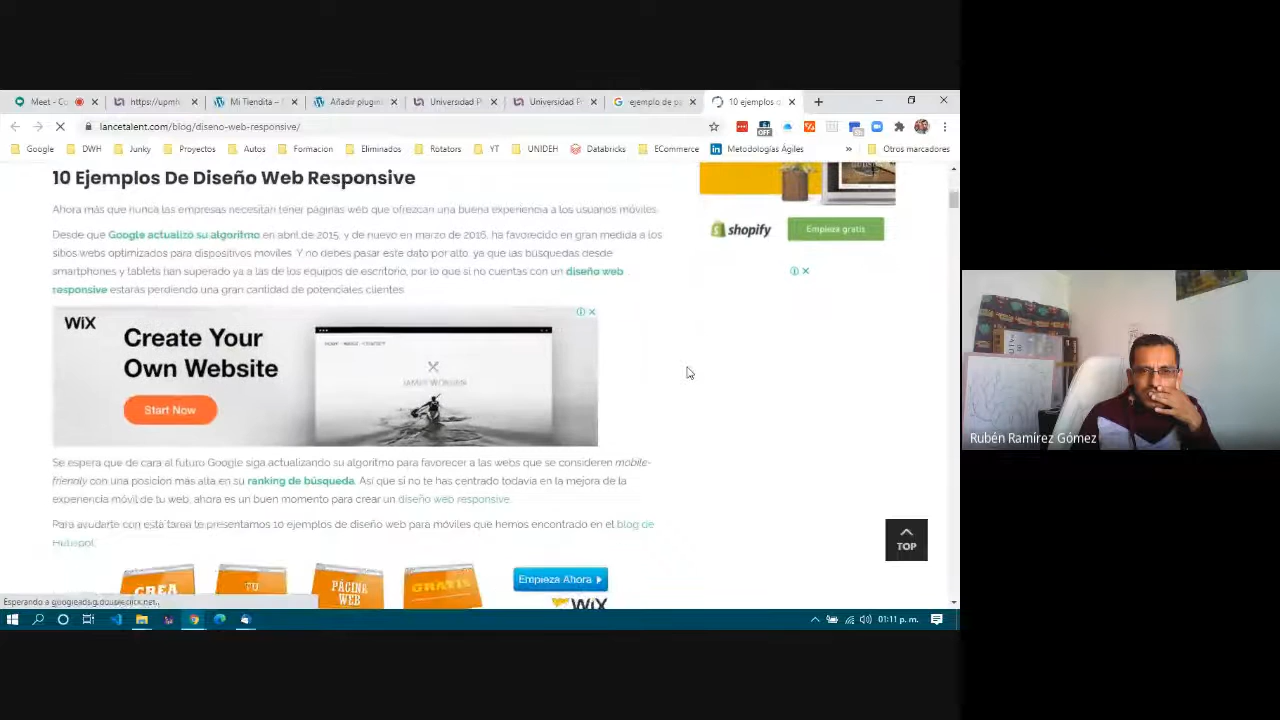 Meet - Co
https://upmh
Mi Tiendita –
Añadir plugin
Universidad P
Universidad P
ejemplo de pa
10 ejemplos d
lancetalent.com/blog/diseno-web-responsive/
OFF
Google
DWH
Junky
Proyectos
Autos
Formacion
Eliminados
Rotators
YT
UNIDEH
Databricks
ECommerce
Metodologías Ágiles
»
Otros marcadores
10 Ejemplos De Diseño Web Responsive
Ahora más que nunca las empresas necesitan tener páginas web que ofrezcan una buena experiencia a los usuarios móviles.
Desde que Google actualizó su algoritmo en abril de 2015, y de nuevo en marzo de 2016, ha favorecido en gran medida a los
sitios webs optimizados para dispositivos móviles. Y no debes pasar este dato por alto, ya que las búsquedas desde
smartphones y tablets han superado ya a las de los equipos de escritorio, por lo que si no cuentas con un diseño web
responsive estarás perdiendo una gran cantidad de potenciales clientes.
shopify
Empieza gratis
WiX
Create Your
Own Website
Start Now
Se espera que de cara al futuro Google siga actualizando su algoritmo para favorecer a las webs que se consideren mobile-
friendly con una posición más alta en su ranking de búsqueda. Así que si no te has centrado todavía en la mejora de la
experiencia móvil de tu web, ahora es un buen momento para crear un diseño web responsive.
Para ayudarte con esta tarea te presentamos 10 ejemplos de diseño web para móviles que hemos encontrado en el blog de
Hubspot.
TOP
CREA
TU
PÁGINA
WEB
GRATIS
Empieza Ahora
WiX
Esperando a googleads.g.doubleclick.net...
01:11 p. m.
Rubén Ramírez Gómez